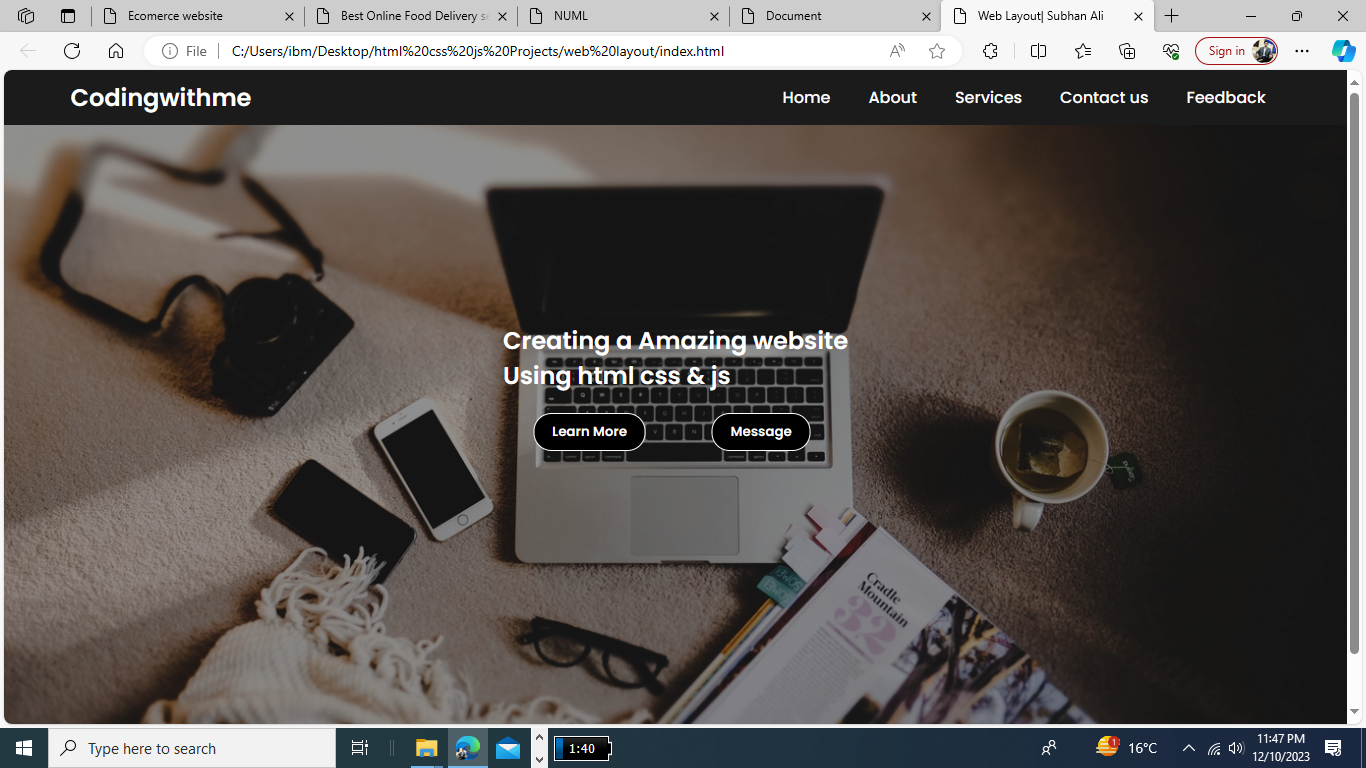 Ecomerce website
Best Online Food Delivery se
NUML
Document
Web Layout| Subhan Ali
File
C:/Users/ibm/Desktop/html%20css%20js%20Projects/web%20layout/index.html
Sign in
Codingwithme
Home
About
Services
Contact us
Feedback
Creating a Amazing website
Using html css & js
Learn More
Message
Cradle
Mountain
32
Type here to search
1:40
1
16°C
11:47 PM
12/10/2023